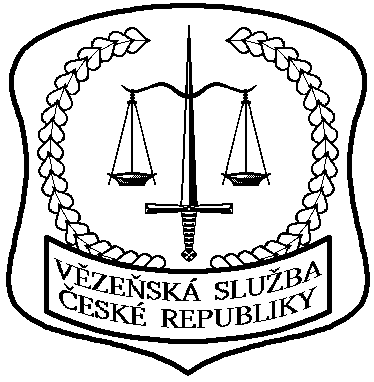 VĚZEŇSKÁ SLUŽBA
ČESKÉ REPUBLIKY